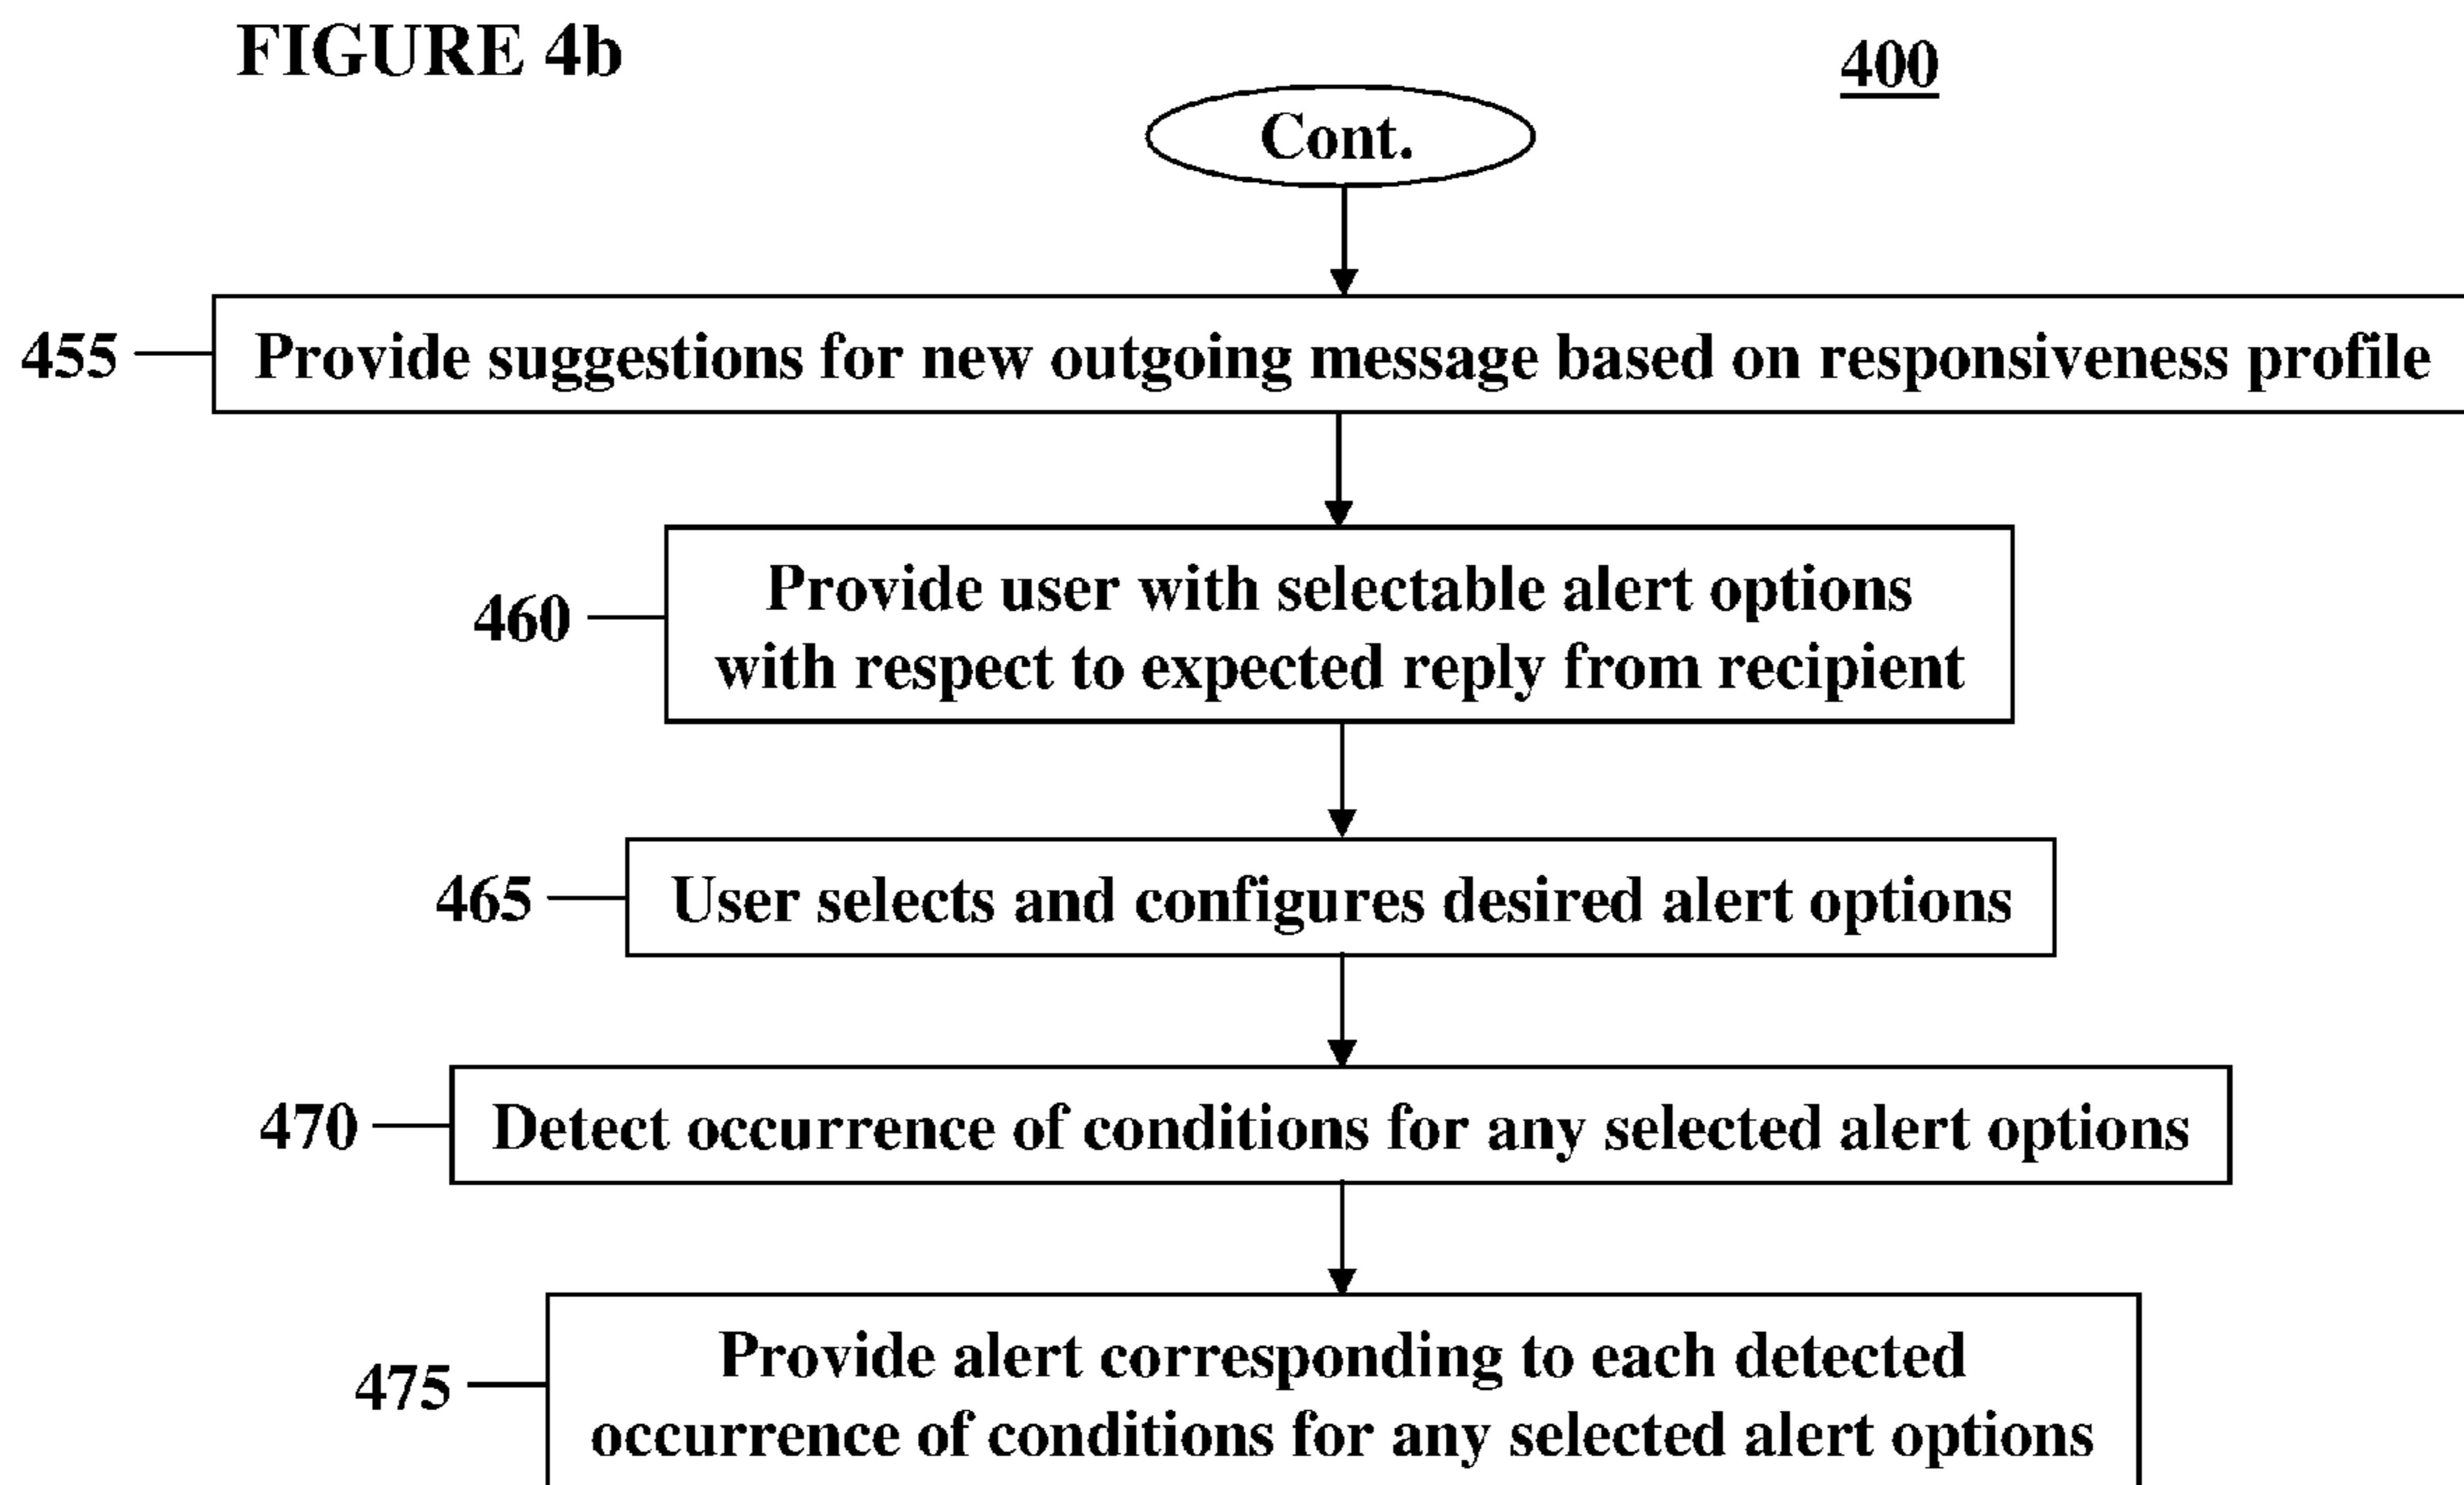 FIGURE 4b
400
Cont.
455
Provide suggestions for new outgoing message based on responsiveness profile
460
Provide user with selectable alert options
with respect to expected reply from recipient
465
User selects and configures desired alert options
470
Detect occurrence of conditions for any selected alert options
475
Provide alert corresponding to each detected
occurrence of conditions for any selected alert options